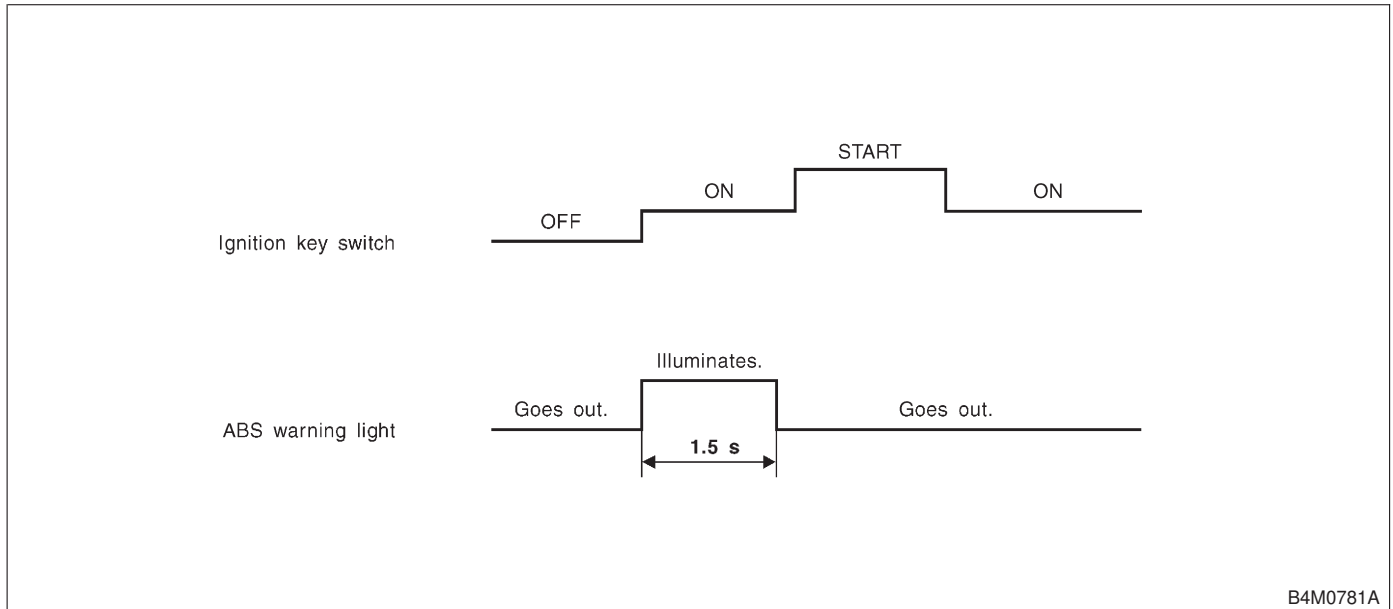 START
ON
ON
OFF
Ignition key switch
Illuminates.
Goes out.
Goes out.
ABS warning light
1.5 s
B4M0781A